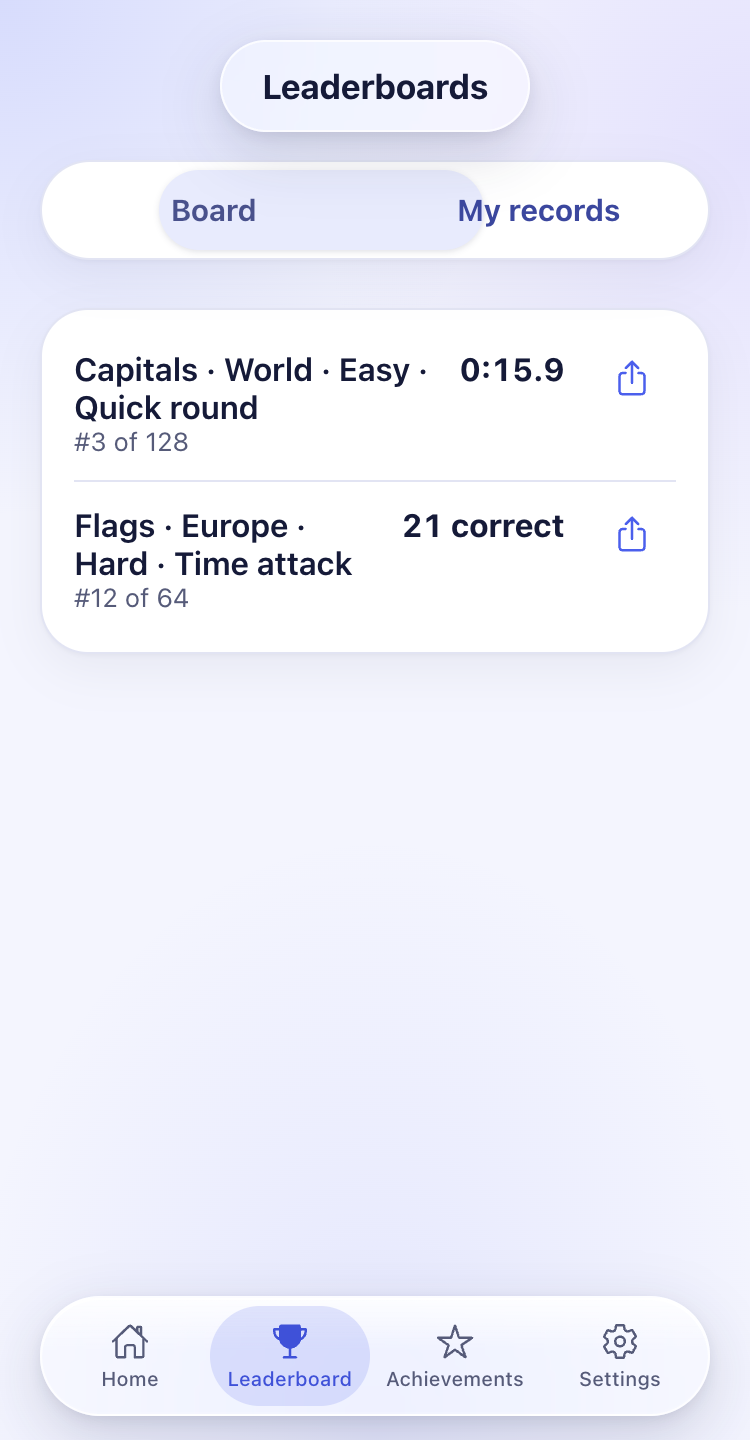 Leaderboards
Board
My records
Capitals · World · Easy ·
Quick round
0:15.9
#3 of 128
Flags · Europe ·
Hard · Time attack
21 correct
#12 of 64
Home
Leaderboard
Achievements
Settings